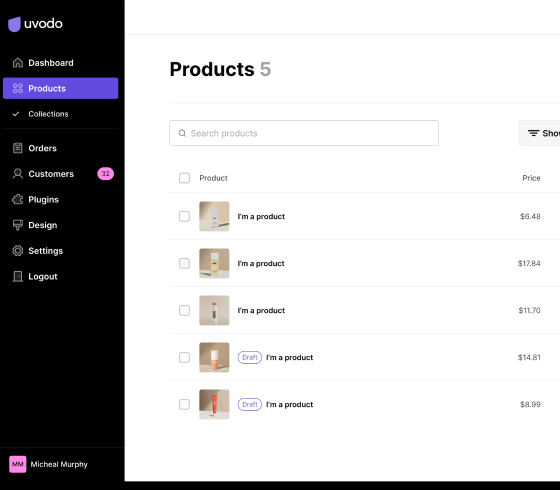 uvodo
Dashboard
Products
Collections
Orders
Customers 32
Plugins
Design
Settings
Logout
MM Micheal Murphy
Products 5
Search products
Product Price
I'm a product $6.48
I'm a product $17.84
I'm a product $11.70
Draft I'm a product $14.81
Draft I'm a product $8.99